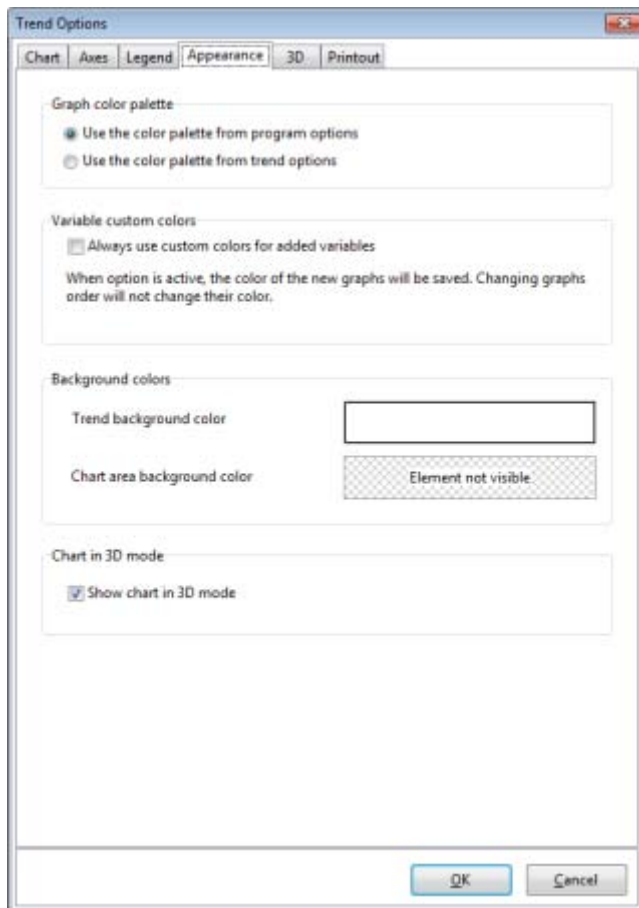 Trend Options
Chart Axes Legend Appearance 3D Printout
Graph color palette
Use the color palette from program options
Use the color palette from trend options
Variable custom colors
Always use custom colors for added variables
When option is active, the color of the new graphs will be saved. Changing graphs
order will not change their color.
Background colors
Trend background color
Chart area background color
Element not visible
Chart in 3D mode
Show chart in 3D mode
OK Cancel